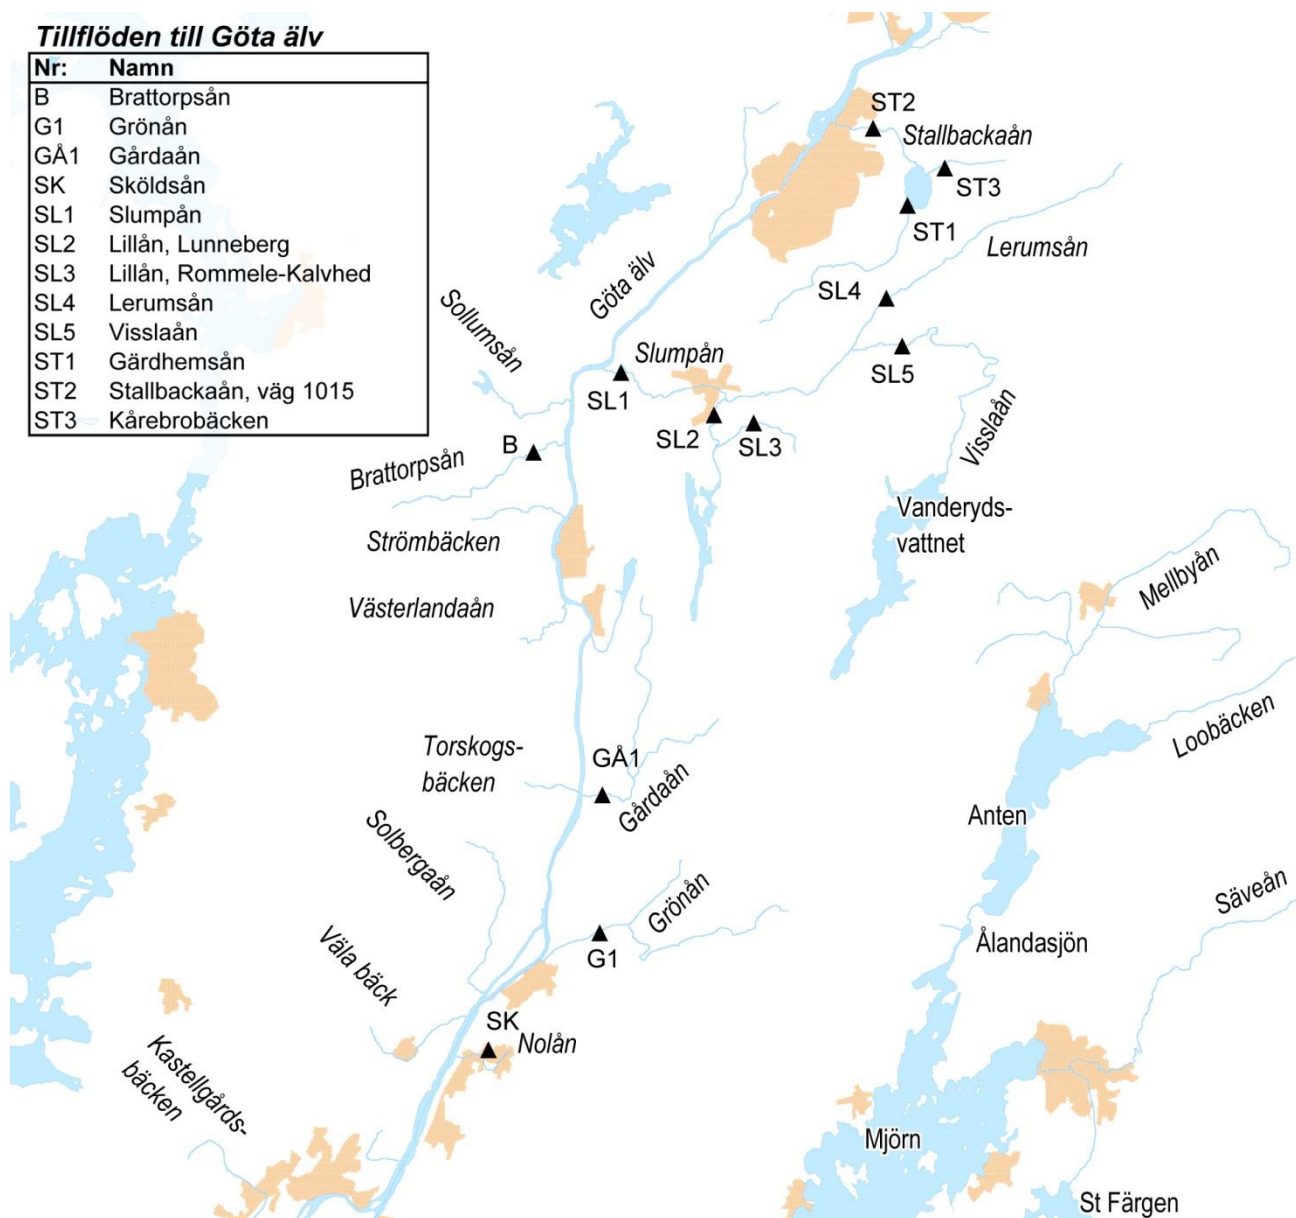 Tillflöden till Göta älv
Nr: Namn
B Brattorpsån
G1 Grönån
GÅ1 Gårdaån
SK Sköldsån
SL1 Slumpån
SL2 Lillån, Lunneberg
SL3 Lillån, Rommele-Kalvhed
SL4 Lerumsån
SL5 Visslaån
ST1 Gärdhemsån
ST2 Stallbackaån, väg 1015
ST3 Kårebrobäcken
ST2
Stallbackaån
ST3
ST1
Lerumsån
SL4
Göta älv
Sollumsån
Slumpån
SL1
SL5
SL2
SL3
B
Brattorpsån
Visslaån
Vanderyds-
vattnet
Strömbäcken
Mellbyån
Västerlandaån
Loobäcken
Torskogs-
bäcken
GÅ1
Gårdaån
Anten
Solbergaån
Grönån
G1
Säveån
Ålandasjön
Väla bäck
SK
Nolån
Kastellgårds-
bäcken
Mjörn
St Färgen